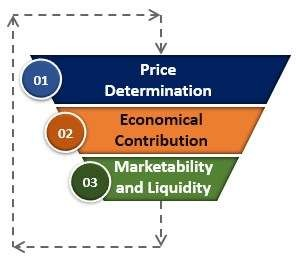 01
Price
Determination
02
Economical
Contribution
03
Marketability
and Liquidity